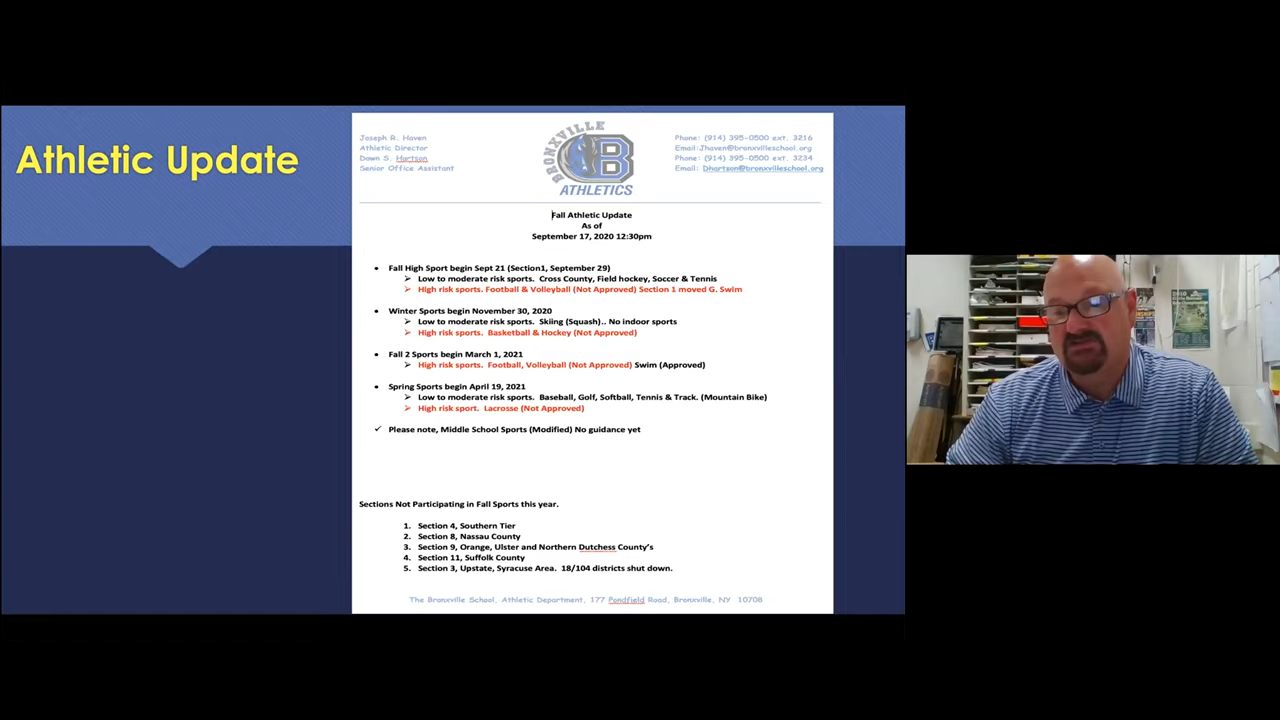 Athletic Update
Joseph R. Haven
Athletic Director
Dawn S. Hartson
Senior Office Assistant
BRONXVILLE
B
ATHLETICS
Phone: (914) 395-0500 ext. 3216
Email:Jhaven@bronxvilleschool.org
Phone: (914) 395-0500 ext. 3234
Email: Dhartson@bronxvilleschool.org
Fall Athletic Update
As of
September 17, 2020 12:30pm
• Fall High Sport begin Sept 21 (Section1, September 29)
➢ Low to moderate risk sports. Cross County, Field hockey, Soccer & Tennis
➢ High risk sports. Football & Volleyball (Not Approved) Section 1 moved G. Swim
• Winter Sports begin November 30, 2020
➢ Low to moderate risk sports. Skiing (Squash).. No indoor sports
➢ High risk sports. Basketball & Hockey (Not Approved)
• Fall 2 Sports begin March 1, 2021
➢ High risk sports. Football, Volleyball (Not Approved) Swim (Approved)
• Spring Sports begin April 19, 2021
➢ Low to moderate risk sports. Baseball, Golf, Softball, Tennis & Track. (Mountain Bike)
➢ High risk sport. Lacrosse (Not Approved)
✓ Please note, Middle School Sports (Modified) No guidance yet
Sections Not Participating in Fall Sports this year.
1. Section 4, Southern Tier
2. Section 8, Nassau County
3. Section 9, Orange, Ulster and Northern Dutchess County's
4. Section 11, Suffolk County
5. Section 3, Upstate, Syracuse Area. 18/104 districts shut down.
The Bronxville School, Athletic Department, 177 Pondfield Road, Bronxville, NY 10708